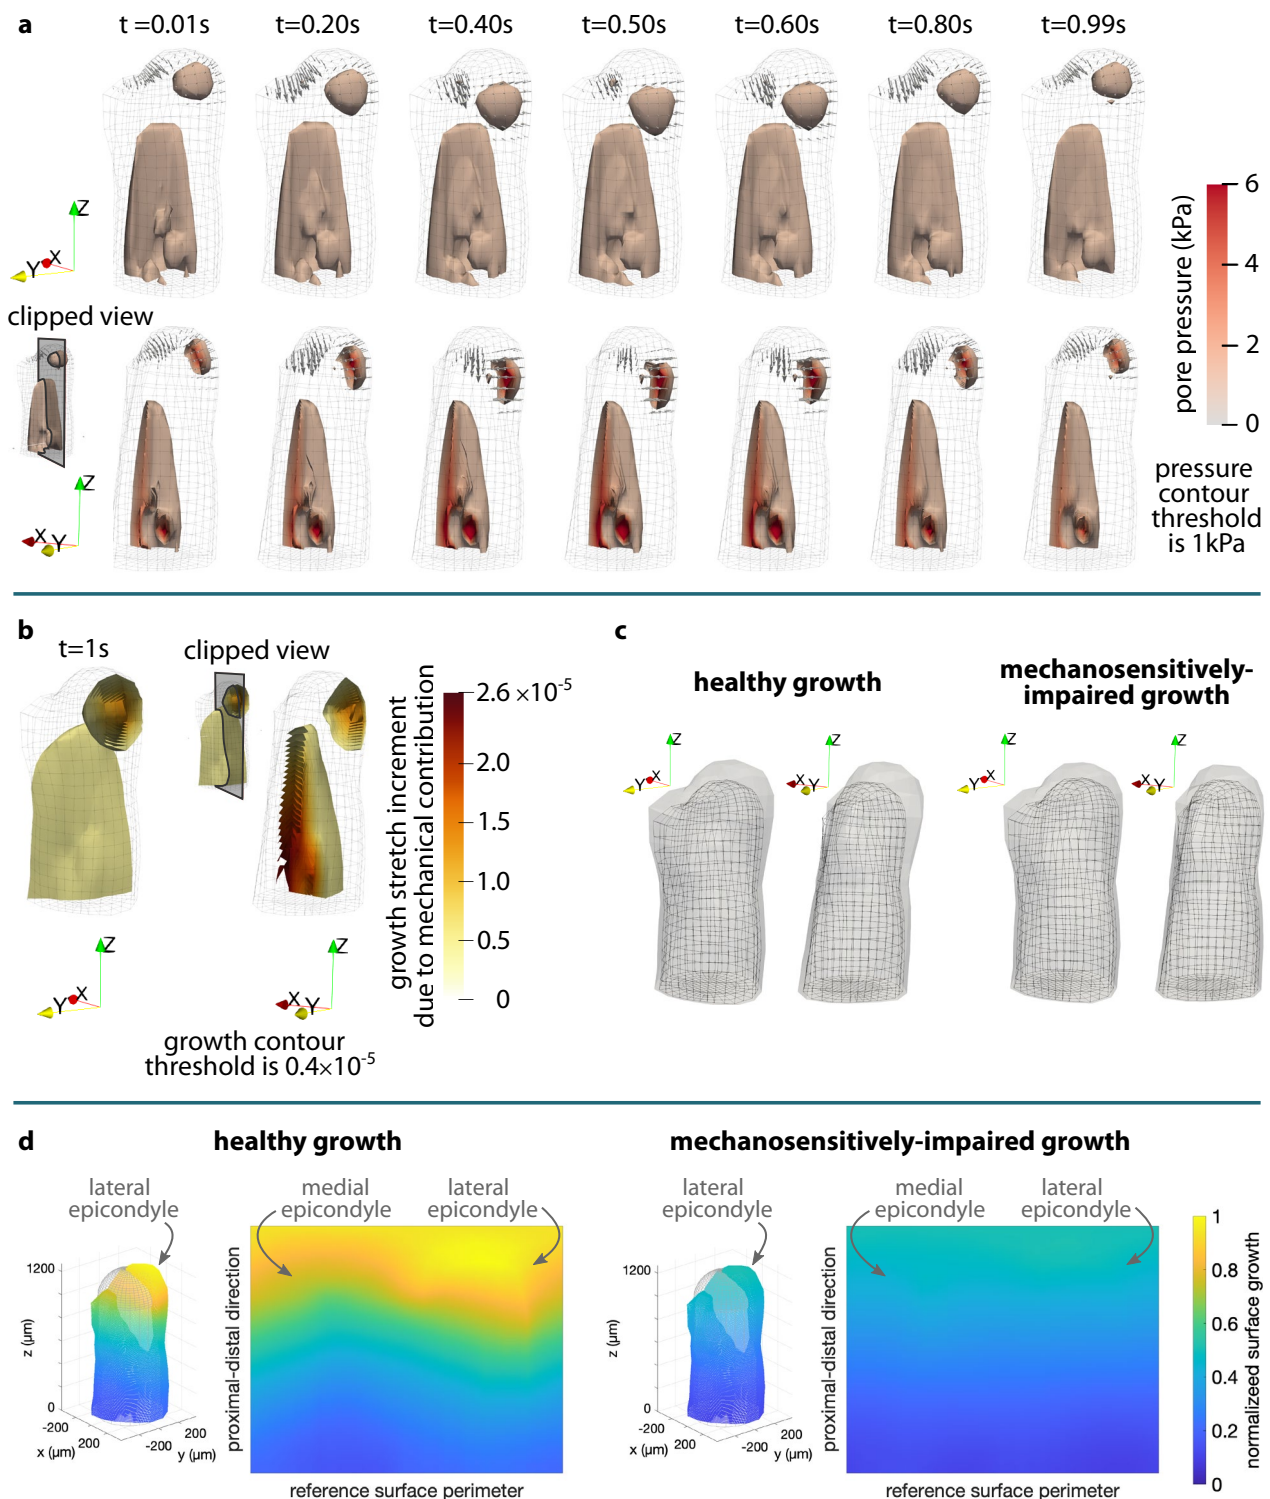 a
t =0.01s
t=0.20s
t=0.40s
t=0.50s
t=0.60s
t=0.80s
t=0.99s
Z
X
Y
6
4
2
0
pore pressure (kPa)
clipped view
Z
X
Y
pressure
contour
threshold
is 1kPa
b
t=1s
clipped view
Z
X
Y
Z
X
Y
growth contour
threshold is 0.4×10-5
growth stretch increment
due to mechanical contribution
2.6 ×10-5
2.0
1.5
1.0
0.5
0
c
healthy growth
mechanosensitively-
impaired growth
Z
X
Y
Z
X
Y
Z
X
Y
Z
X
Y
d
healthy growth
lateral
epicondyle
medial
epicondyle
lateral
epicondyle
1200
z (µm)
0
-200
200
x (µm)
200
-200
y (µm)
proximal-distal direction
reference surface perimeter
mechanosensitively-impaired growth
lateral
epicondyle
medial
epicondyle
lateral
epicondyle
1200
z (µm)
0
-200
200
x (µm)
200
-200
y (µm)
proximal-distal direction
reference surface perimeter
1
0.8
0.6
0.4
0.2
0
normalizeed surface growth